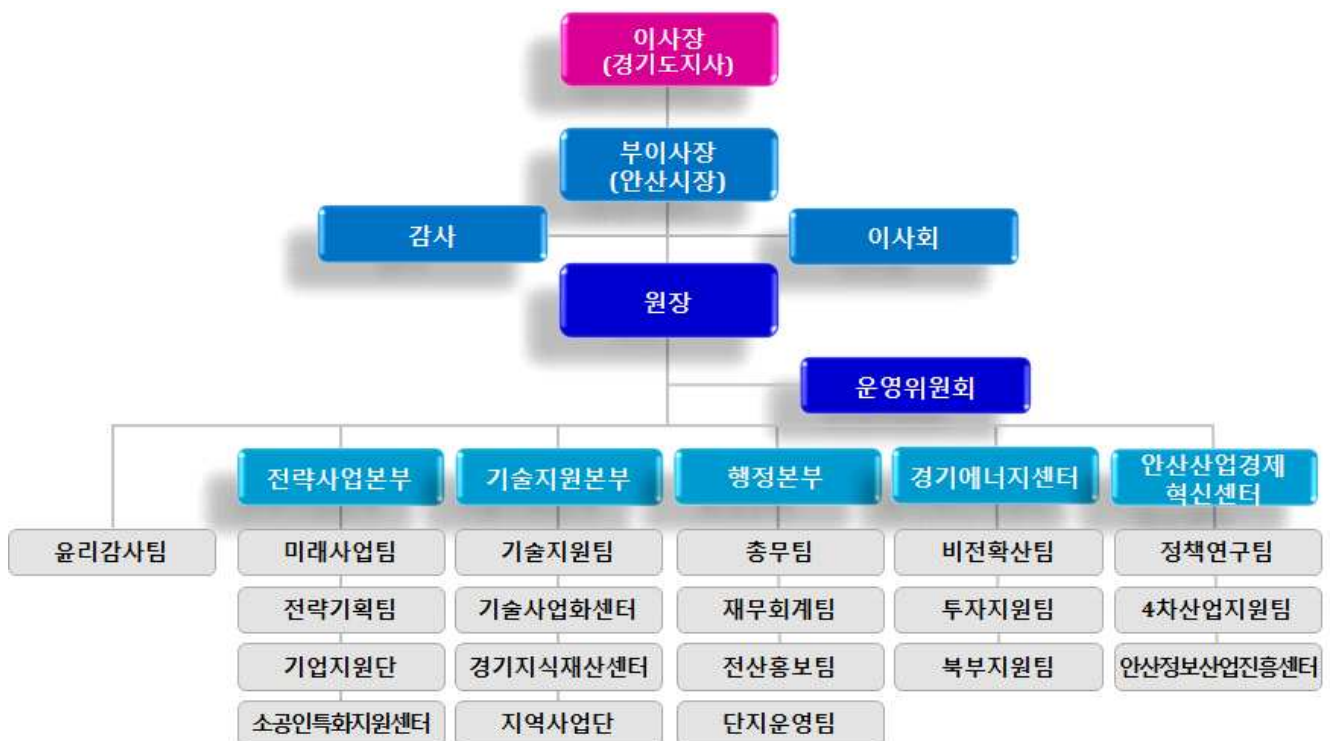 이사장
(경기도지사)
부이사장
(안산시장)
감사
이사회
원장
운영위원회
전략사업본부
기술지원본부
행정본부
경기에너지센터
안산산업경제
혁신센터
윤리감사팀
미래사업팀
기술지원팀
총무팀
비전확산팀
정책연구팀
전략기획팀
기술사업화센터
재무회계팀
투자지원팀
4차산업지원팀
기업지원단
경기지식재산센터
전산홍보팀
북부지원팀
안산정보산업진흥센터
소공인특화지원센터
지역사업단
단지운영팀